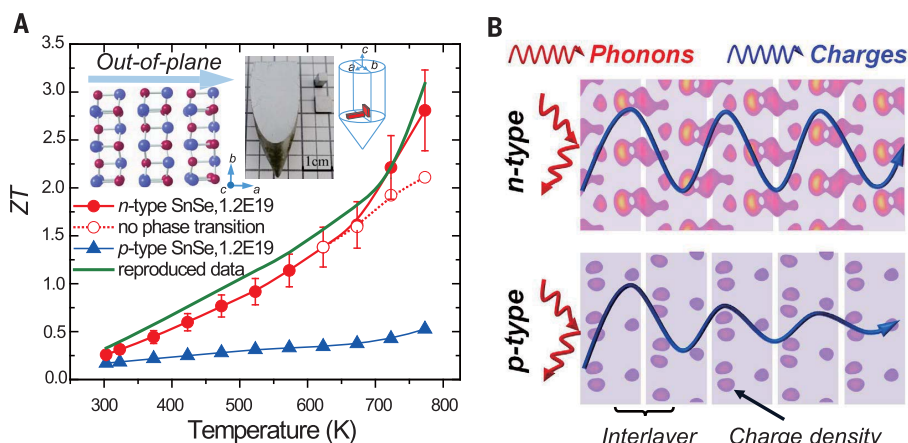 A
3.5
3.0
2.5
2.0
1.5
1.0
0.5
0.0
ZT
Out-of-plane
1cm
c
a
b
b
c
a
n-type SnSe,1.2E19
no phase transition
p-type SnSe,1.2E19
reproduced data
300 400 500 600 700 800
Temperature (K)
B
Phonons
Charges
n-type
p-type
Interlayer
Charge density